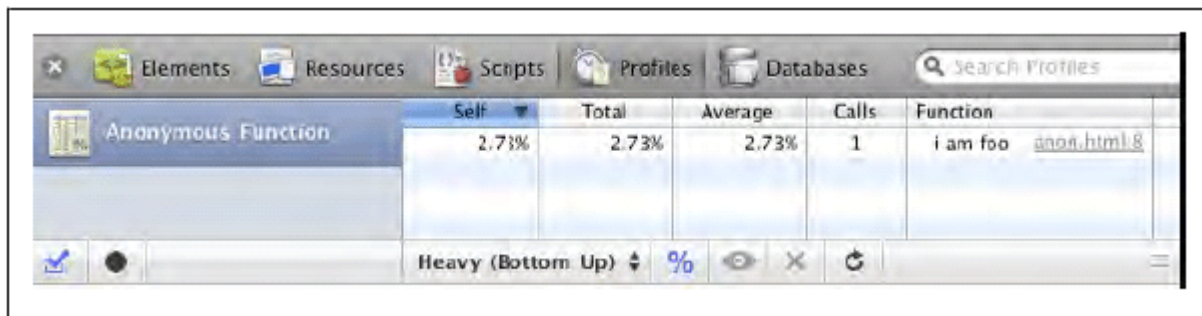 Elements Resources Scripts Profiles Databases Search Profiles
Anonymous Function Self Total Average Calls Function
2.73% 2.73% 2.73% 1 i am foo anon.html:8
Heavy (Bottom Up) %